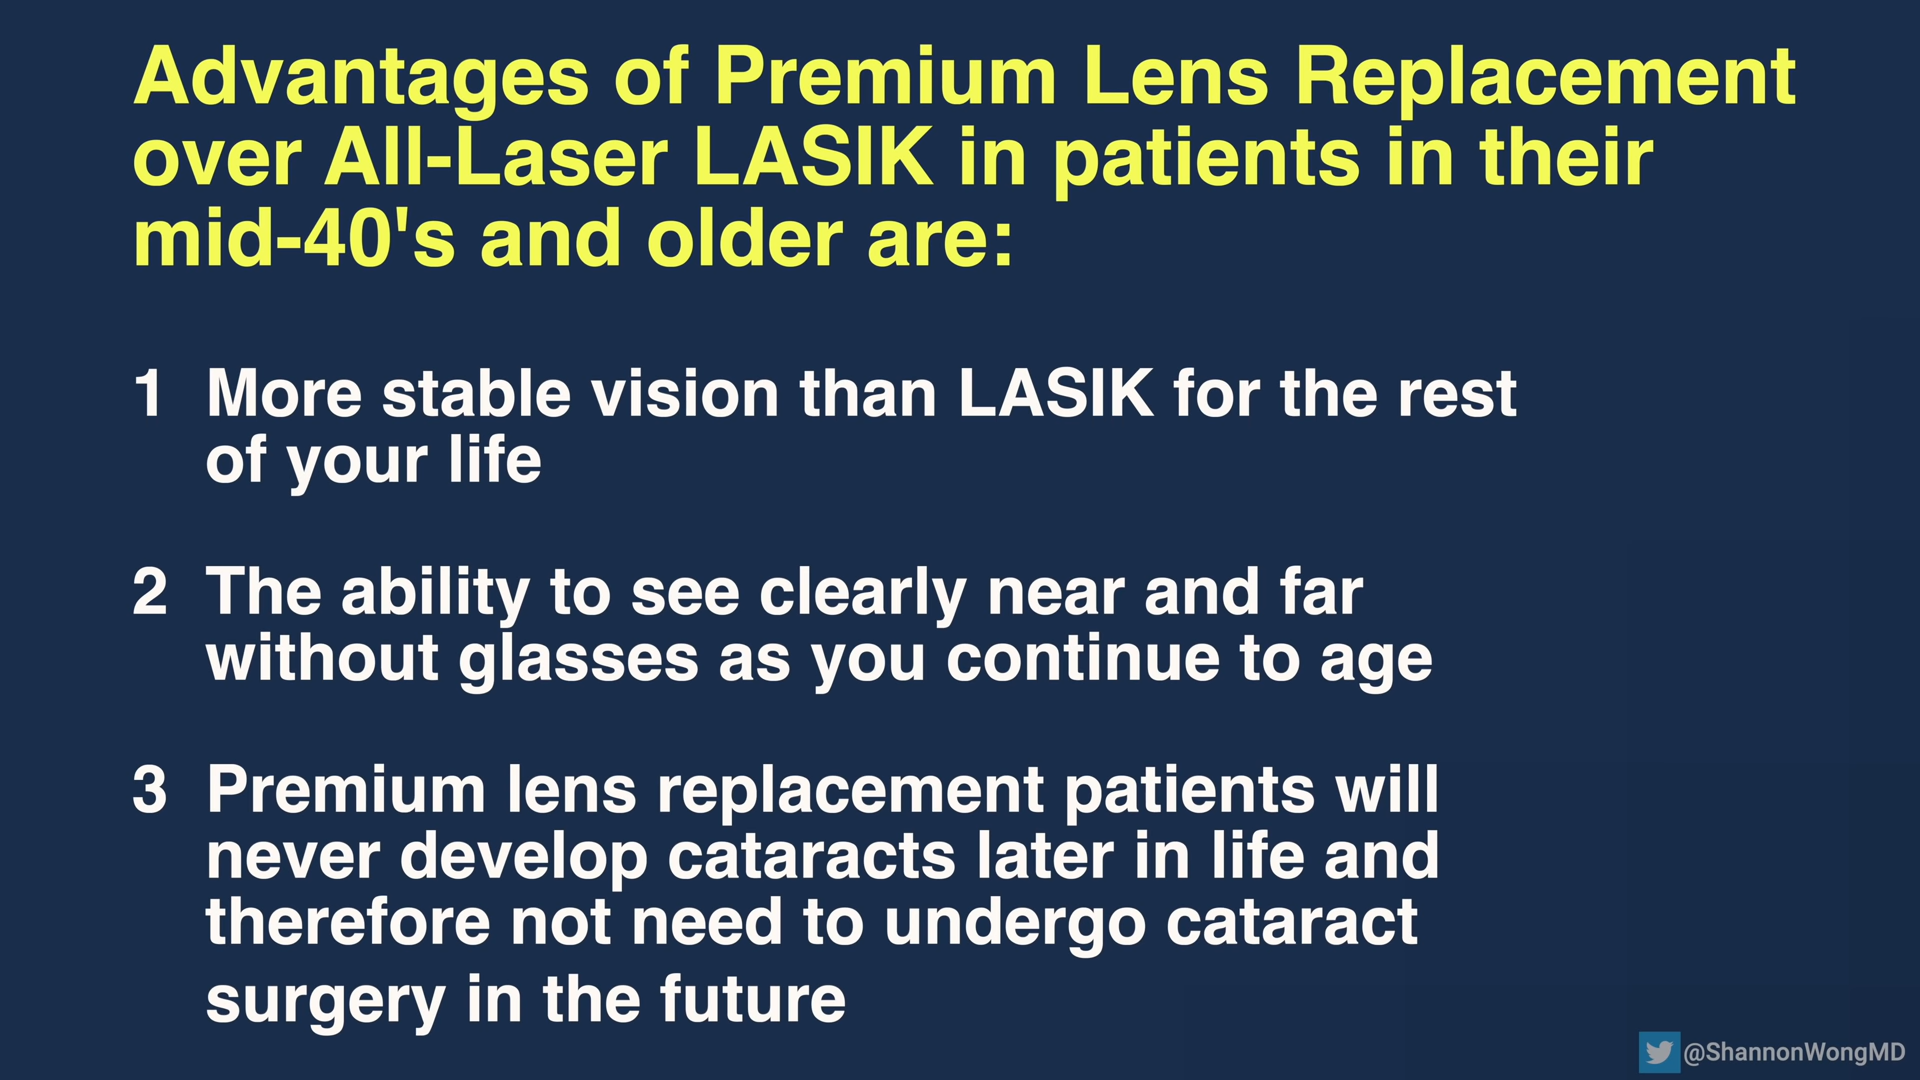 Advantages of Premium Lens Replacement
over All-Laser LASIK in patients in their
mid-40's and older are:
1 More stable vision than LASIK for the rest
of your life
2 The ability to see clearly near and far
without glasses as you continue to age
3 Premium lens replacement patients will
never develop cataracts later in life and
therefore not need to undergo cataract
surgery in the future
@ShannonWongMD